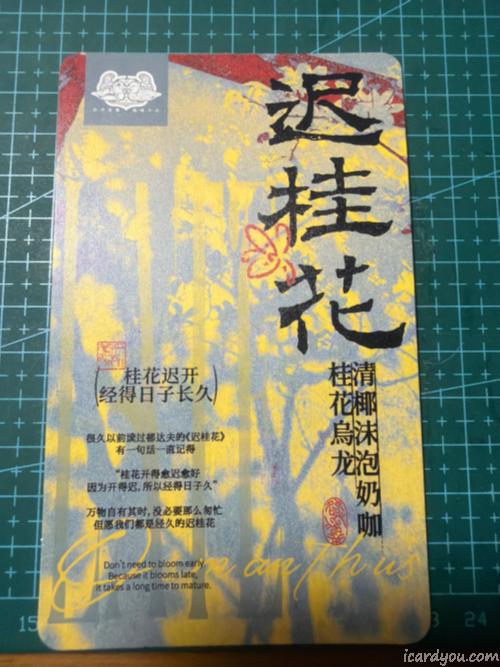 迟桂花
清椰沫泡奶咖
桂花烏龙
桂花迟开
经得日子长久
很久以前读过郁达夫的《迟桂花》
有一句话一直记得
“桂花开得愈迟愈好
因为开得迟，所以经得日子久”
万物自有其时，没必要那么匆忙
但愿我们都是经久的迟桂花
Osmanthus
Don't need to bloom early.
Because it blooms late,
it takes a long time to mature.
15
23
24
icardyou.com